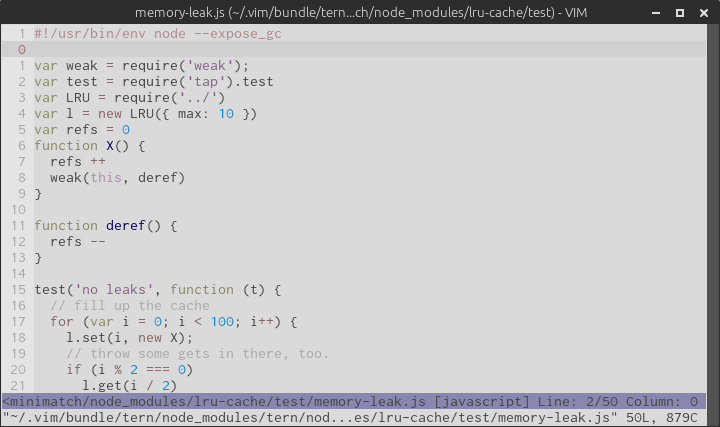 memory-leak.js (~/.vim/bundle/tern...ch/node_modules/lru-cache/test) - VIM
1 #!/usr/bin/env node --expose_gc
0
1 var weak = require('weak');
2 var test = require('tap').test
3 var LRU = require('../')
4 var l = new LRU({ max: 10 })
5 var refs = 0
6 function X() {
7   refs ++
8   weak(this, deref)
9 }
10
11 function deref() {
12   refs --
13 }
14
15 test('no leaks', function (t) {
16   // fill up the cache
17   for (var i = 0; i < 100; i++) {
18     l.set(i, new X);
19     // throw some gets in there, too.
20     if (i % 2 === 0)
21       l.get(i / 2)
<minimatch/node_modules/lru-cache/test/memory-leak.js [javascript] Line: 2/50 Column: 0
"~/.vim/bundle/tern/node_modules/tern/nod...es/lru-cache/test/memory-leak.js" 50L, 879C